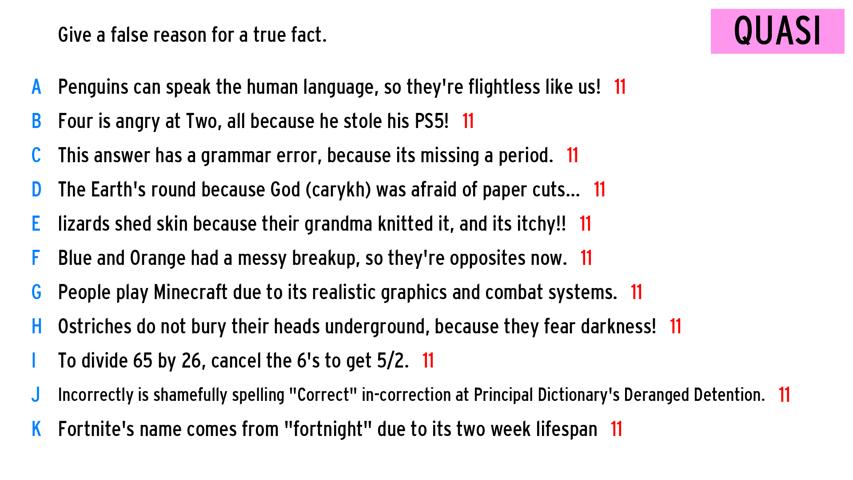 Give a false reason for a true fact.
QUASI
A Penguins can speak the human language, so they're flightless like us! 11
B Four is angry at Two, all because he stole his PS5! 11
C This answer has a grammar error, because its missing a period. 11
D The Earth's round because God (carykh) was afraid of paper cuts... 11
E lizards shed skin because their grandma knitted it, and its itchy!! 11
F Blue and Orange had a messy breakup, so they're opposites now. 11
G People play Minecraft due to its realistic graphics and combat systems. 11
H Ostriches do not bury their heads underground, because they fear darkness! 11
I To divide 65 by 26, cancel the 6's to get 5/2. 11
J Incorrectly is shamefully spelling "Correct" in-correction at Principal Dictionary's Deranged Detention. 11
K Fortnite's name comes from "fortnight" due to its two week lifespan 11